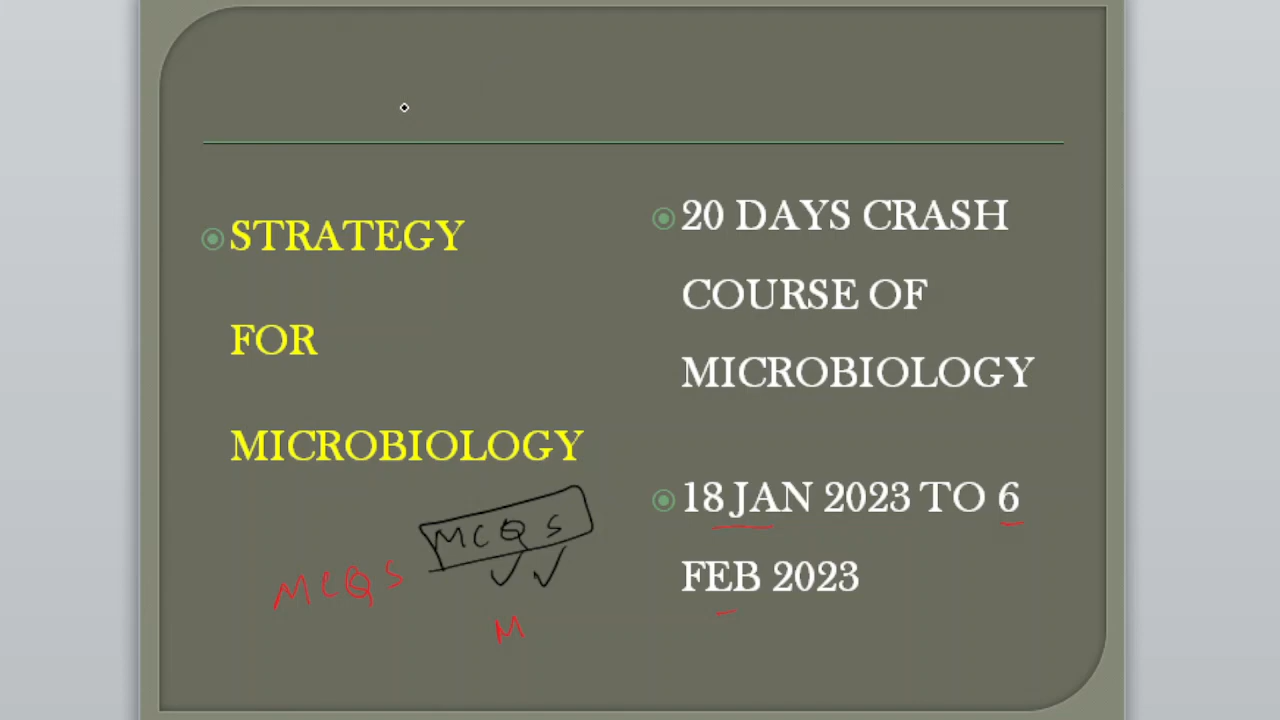 STRATEGY
FOR
MICROBIOLOGY
MCQS
MCQS
M
20 DAYS CRASH
COURSE OF
MICROBIOLOGY
18 JAN 2023 TO 6
FEB 2023